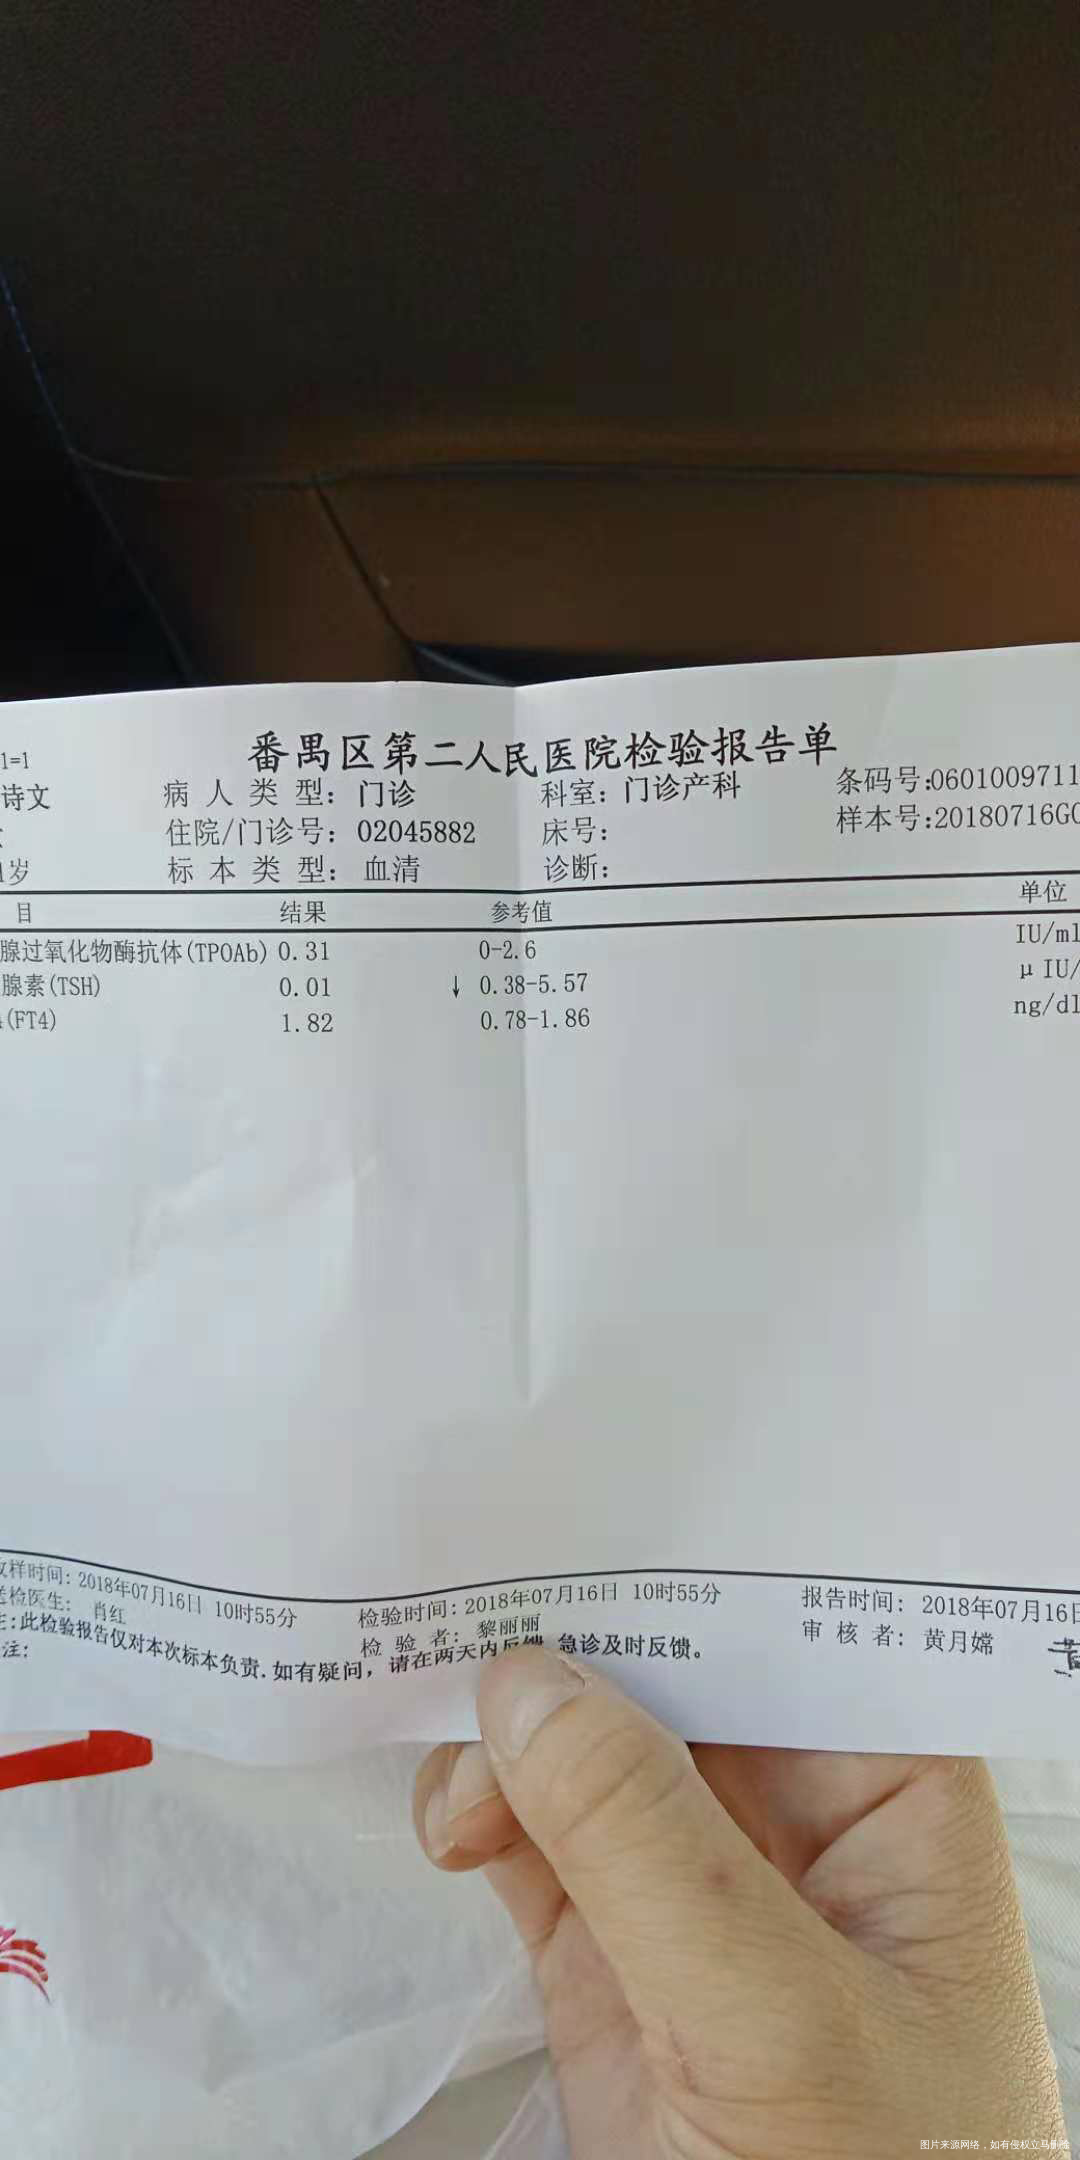 番禺区第二人民医院检验报告单
1=1
诗文 病人类型: 门诊 科室: 门诊产科 条码号:0601009711
住院/门诊号: 02045882 床号: 样本号:20180716G0
岁 标本类型: 血清 诊断:
目 结果 参考值 单位
腺过氧化物酶抗体(TPOAb) 0.31 0-2.6 IU/ml
腺素(TSH) 0.01 ↓ 0.38-5.57 μIU/
(FT4) 1.82 0.78-1.86 ng/dl
样时间: 2018年07月16日 10时55分 检验时间: 2018年07月16日 10时55分 报告时间: 2018年07月16日
检医生: 肖红 检验者: 黎丽丽 审核者: 黄月嫦
:此检验报告仅对本次标本负责.如有疑问, 请在两天内反馈 急诊及时反馈。
注:
图片来源网络，如有侵权立马删除